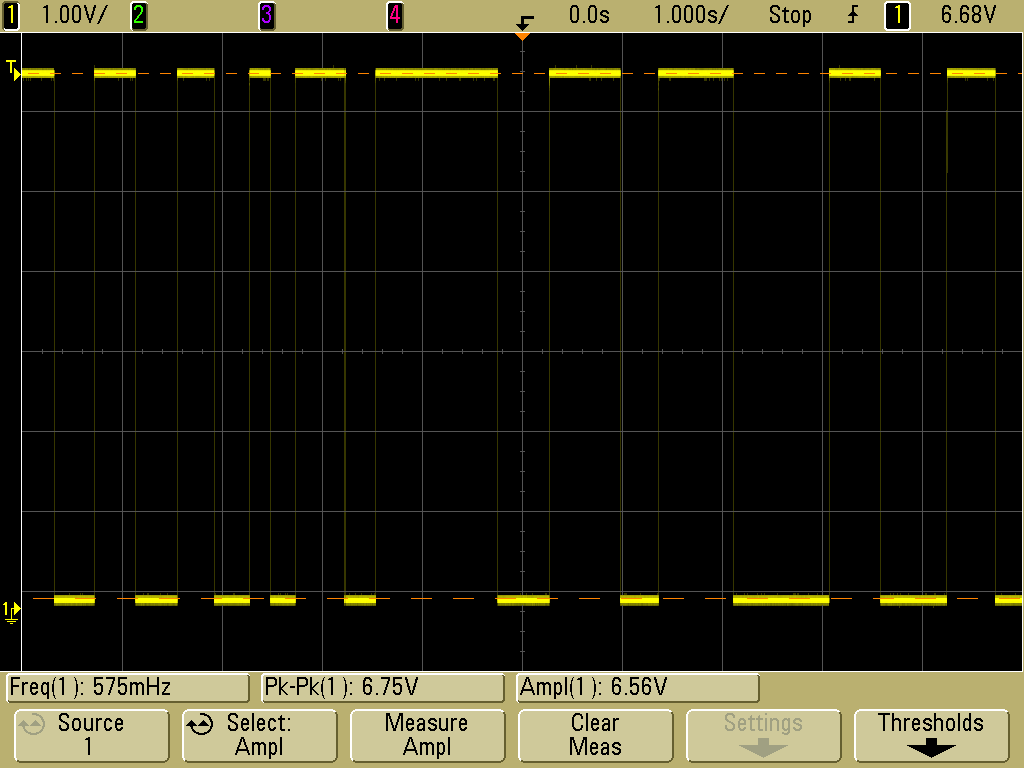 1 1.00V/ 2 3 4 0.0s 1.000s/ Stop 1 6.68V
T
1
Freq(1): 575mHz Pk-Pk(1): 6.75V Ampl(1): 6.56V
Source Select: Measure Clear Settings Thresholds
1 Ampl Ampl Meas